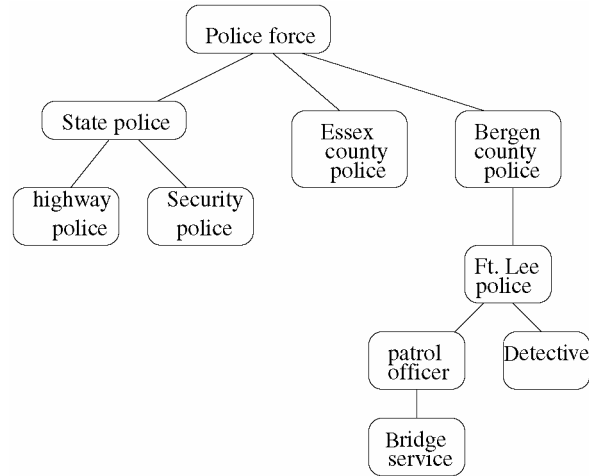 Police force
State police
Essex
county
police
Bergen
county
police
highway
police
Security
police
Ft. Lee
police
patrol
officer
Detective
Bridge
service